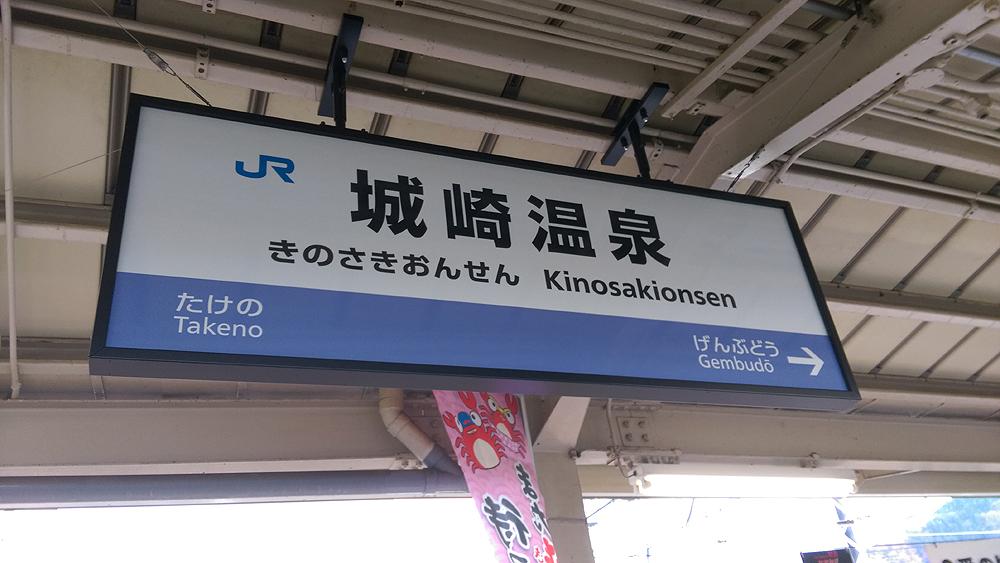 JR
城崎温泉
きのさきおんせん Kinosakionsen
たけの
Takeno
げんぶどう
Gembudō
→